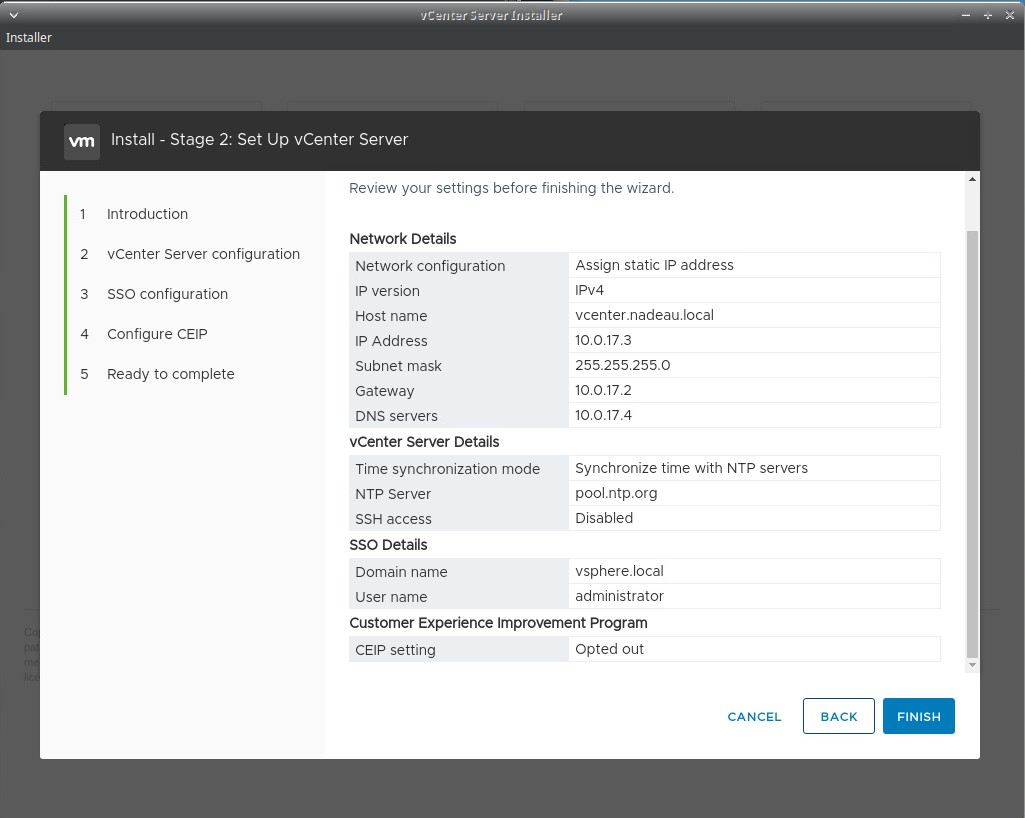 vCenter Server Installer
Installer
vm Install - Stage 2: Set Up vCenter Server
1 Introduction
2 vCenter Server configuration
3 SSO configuration
4 Configure CEIP
5 Ready to complete
Review your settings before finishing the wizard.
Network Details
Network configuration Assign static IP address
IP version IPv4
Host name vcenter.nadeau.local
IP Address 10.0.17.3
Subnet mask 255.255.255.0
Gateway 10.0.17.2
DNS servers 10.0.17.4
vCenter Server Details
Time synchronization mode Synchronize time with NTP servers
NTP Server pool.ntp.org
SSH access Disabled
SSO Details
Domain name vsphere.local
User name administrator
Customer Experience Improvement Program
CEIP setting Opted out
CANCEL BACK FINISH